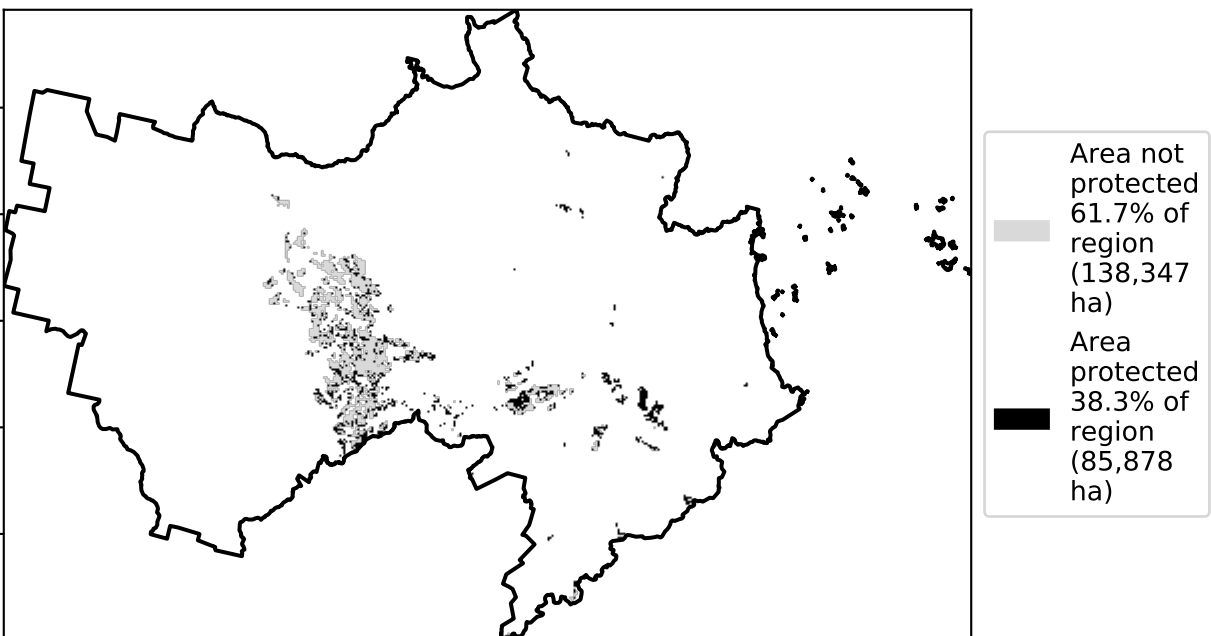 Area not
protected
61.7% of
region
(138,347
ha)
Area
protected
38.3% of
region
(85,878
ha)